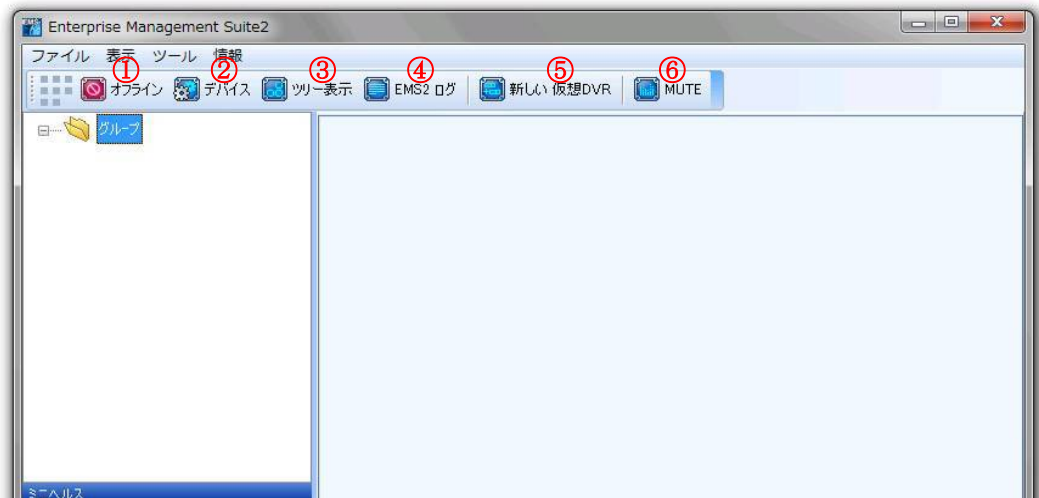 Enterprise Management Suite2
ファイル 表示 ツール 情報
① ② ③ ④ ⑤ ⑥
オフライン デバイス ツリー表示 EMS2 ログ 新しい 仮想DVR MUTE
グループ
ミニヘルス